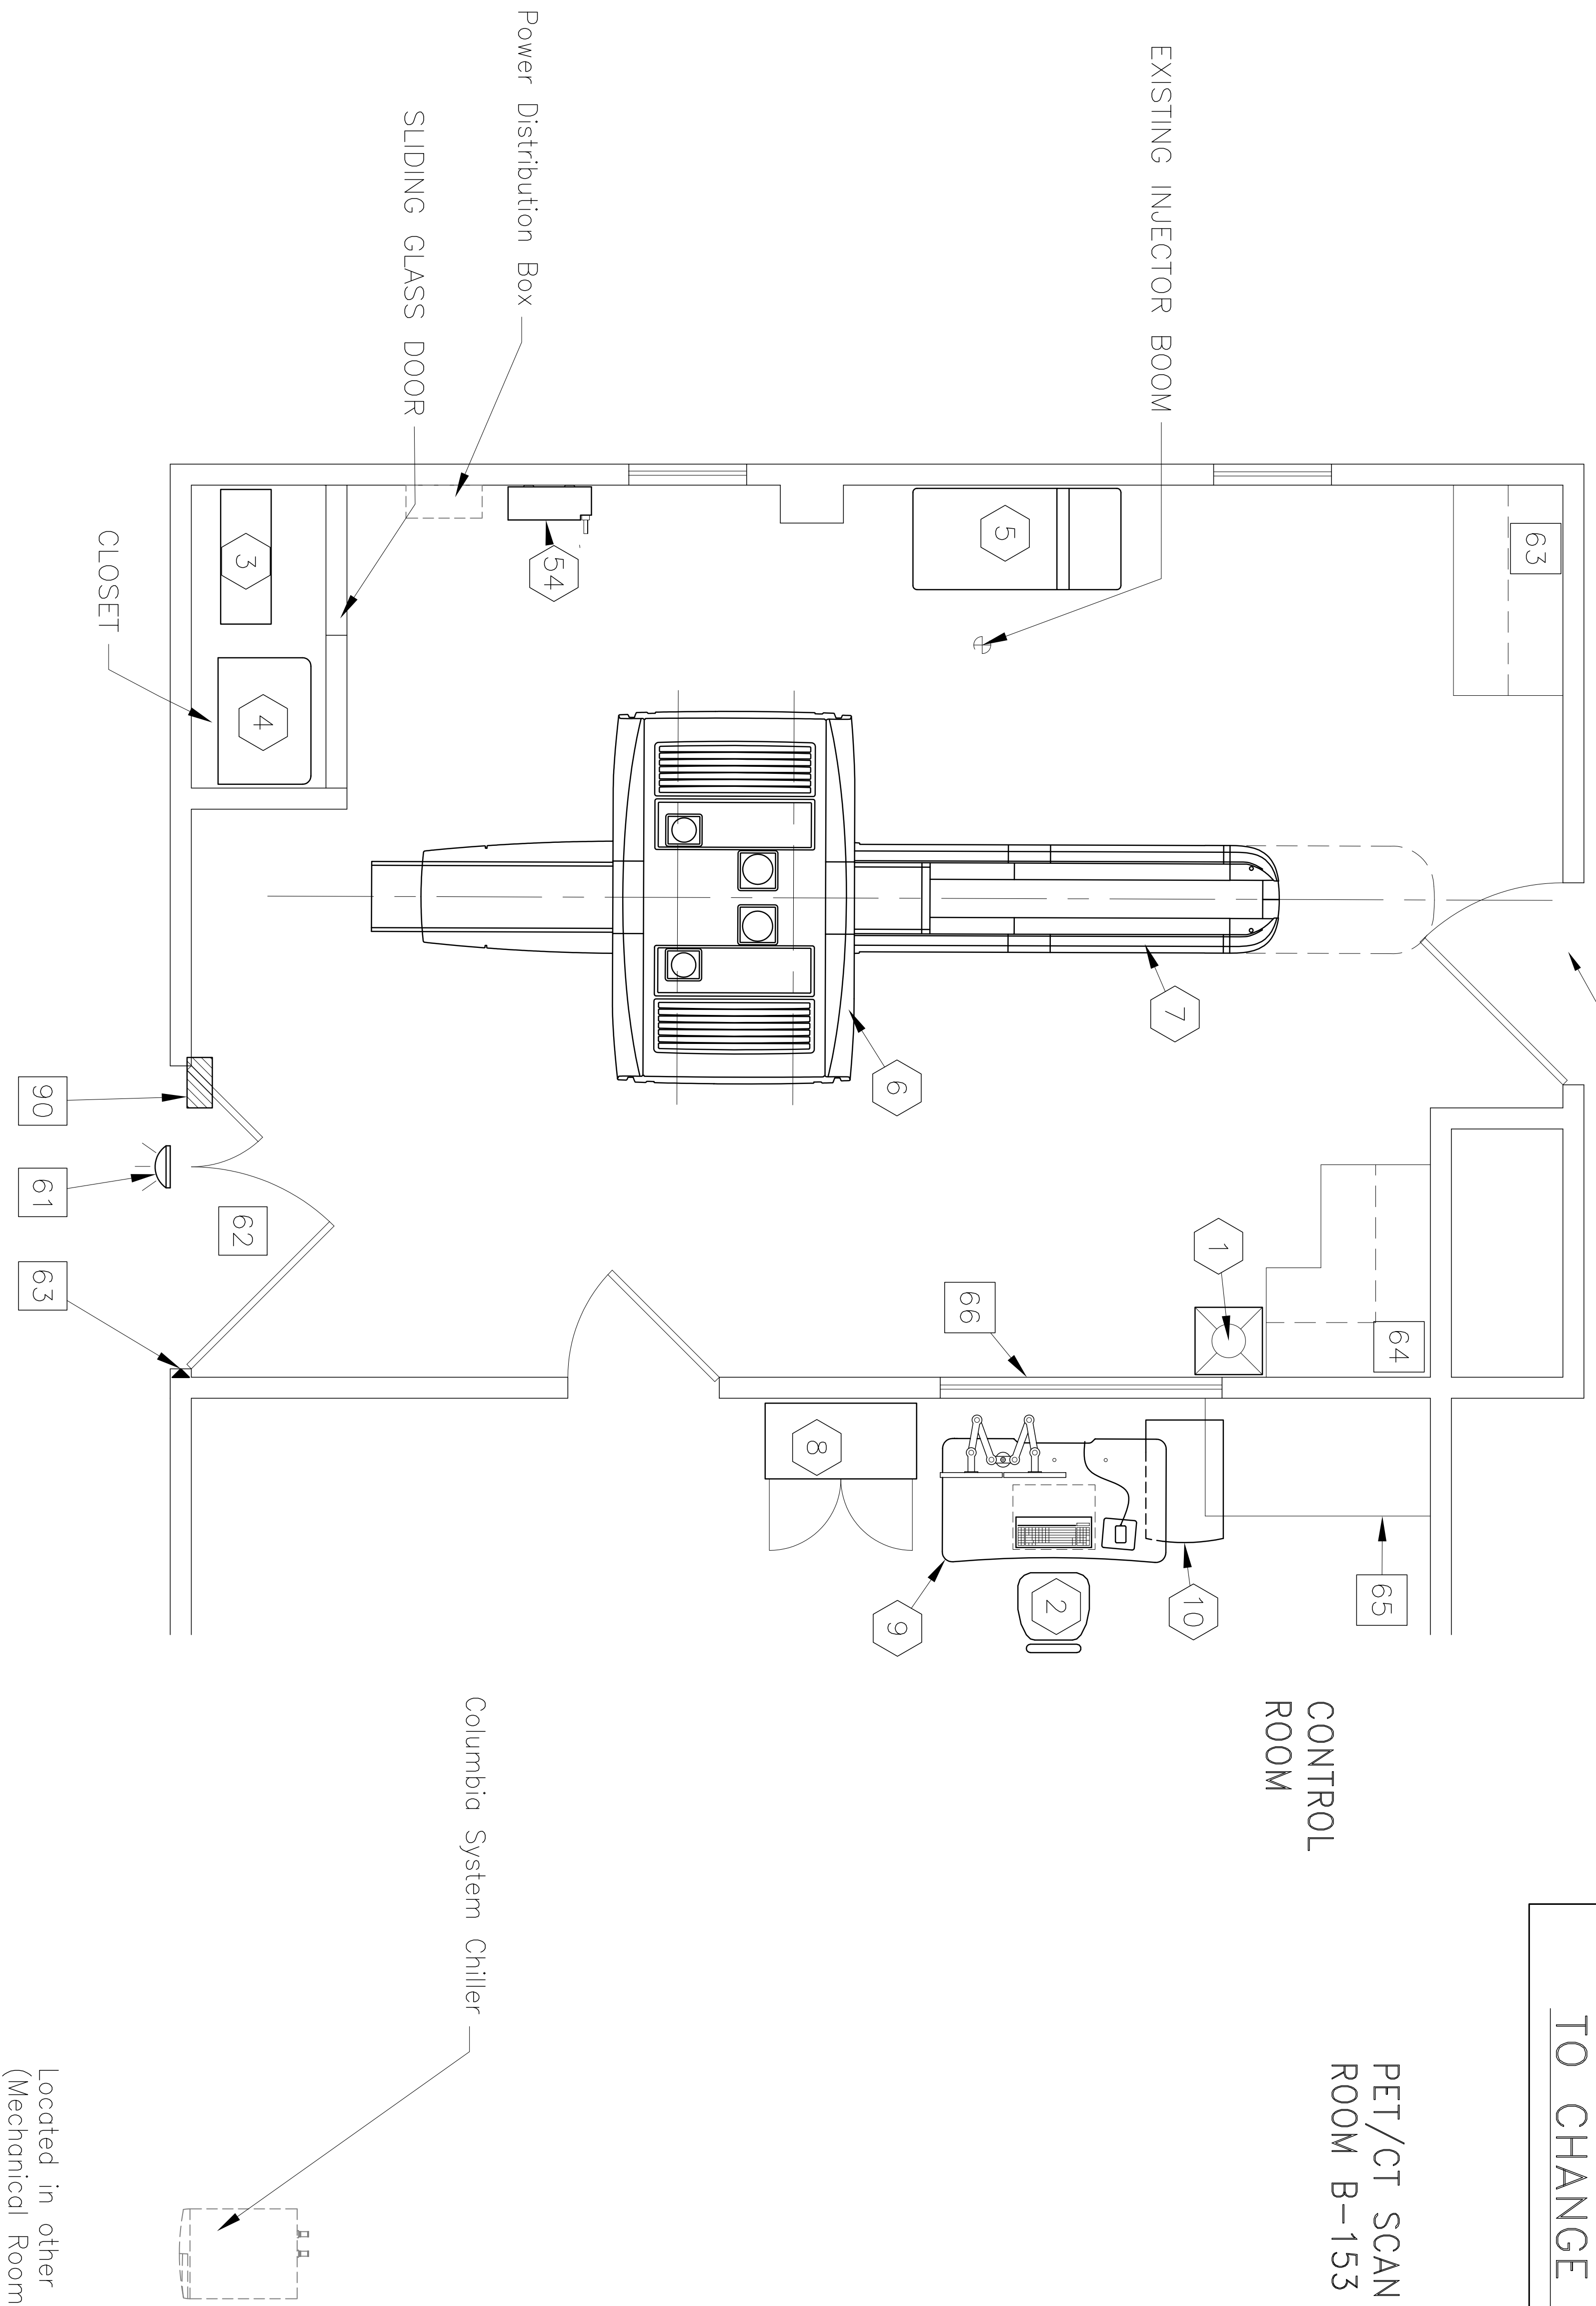 TO CHANGE
PET/CT SCAN
ROOM B-153
CONTROL
ROOM
EXISTING INJECTOR BOOM
Power Distribution Box
SLIDING GLASS DOOR
CLOSET
Columbia System Chiller
Located in other
(Mechanical Room
63
5
54
3
4
7
6
1
64
66
65
10
2
9
8
62
90
61
63